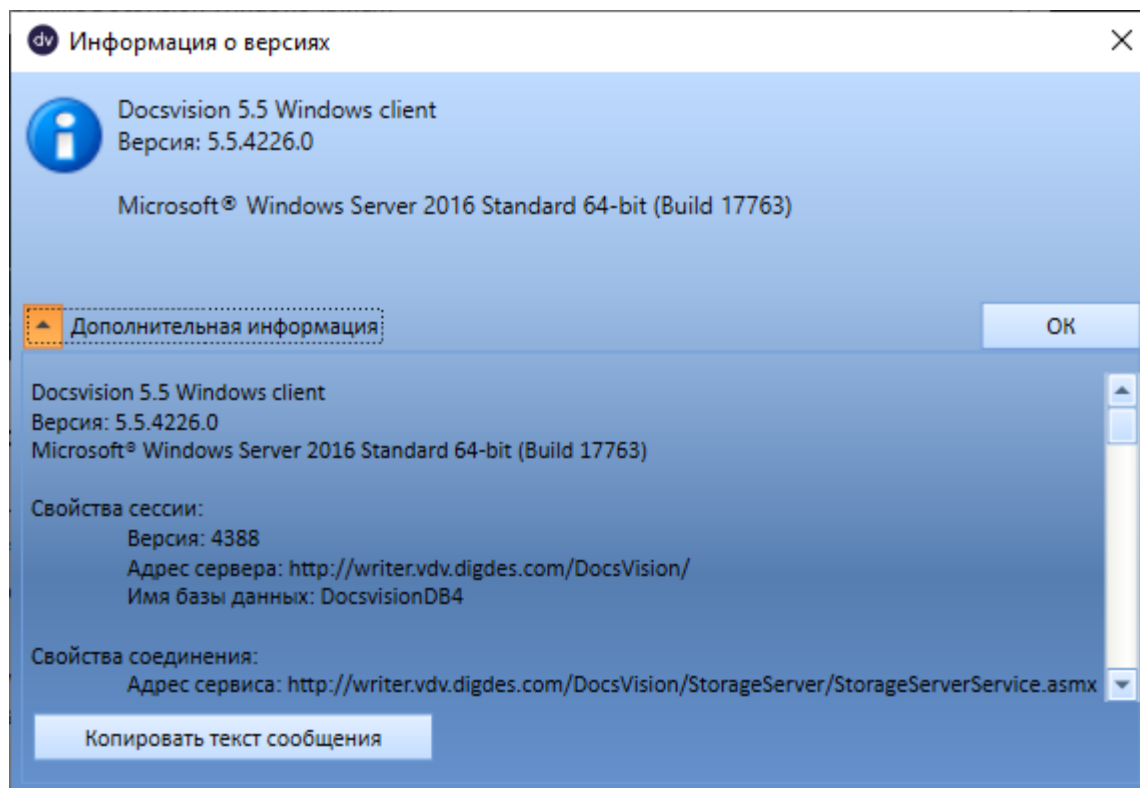 dv Информация о версиях
Docsvision 5.5 Windows client
Версия: 5.5.4226.0
Microsoft® Windows Server 2016 Standard 64-bit (Build 17763)
Дополнительная информация
ОК
Docsvision 5.5 Windows client
Версия: 5.5.4226.0
Microsoft® Windows Server 2016 Standard 64-bit (Build 17763)
Свойства сессии:
Версия: 4388
Адрес сервера: http://writer.vdv.digdes.com/DocsVision/
Имя базы данных: DocsvisionDB4
Свойства соединения:
Адрес сервиса: http://writer.vdv.digdes.com/DocsVision/StorageServer/StorageServerService.asmx
Копировать текст сообщения